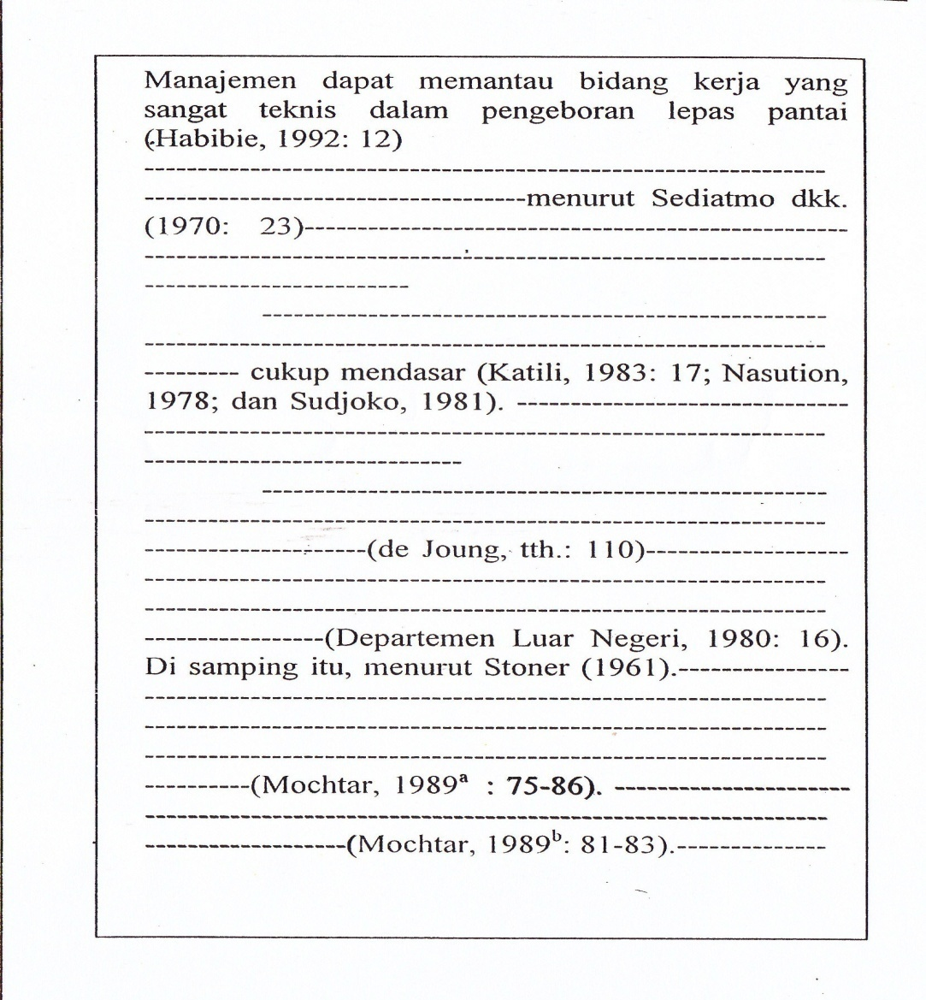 Manajemen dapat memantau bidang kerja yang
sangat teknis dalam pengeboran lepas pantai
(Habibie, 1992: 12)
-----------------------------------------------------------------
------------------------------------menurut Sediatmo dkk.
(1970: 23)----------------------------------------------------
-----------------------------------------------------------------
-------------------------
------------------------------------------------------
-----------------------------------------------------------------
--------- cukup mendasar (Katili, 1983: 17; Nasution,
1978; dan Sudjoko, 1981). -------------------------------
-----------------------------------------------------------------
------------------------------
------------------------------------------------------
-----------------------------------------------------------------
---------------------(de Joung, tth.: 110)-------------------
-----------------------------------------------------------------
-----------------------------------------------------------------
-----------------(Departemen Luar Negeri, 1980: 16).
Di samping itu, menurut Stoner (1961).----------------
-----------------------------------------------------------------
-----------------------------------------------------------------
-----------------------------------------------------------------
----------(Mochtar, 1989ᵃ : 75-86). ----------------------
-----------------------------------------------------------------
-------------------(Mochtar, 1989ᵇ: 81-83).--------------